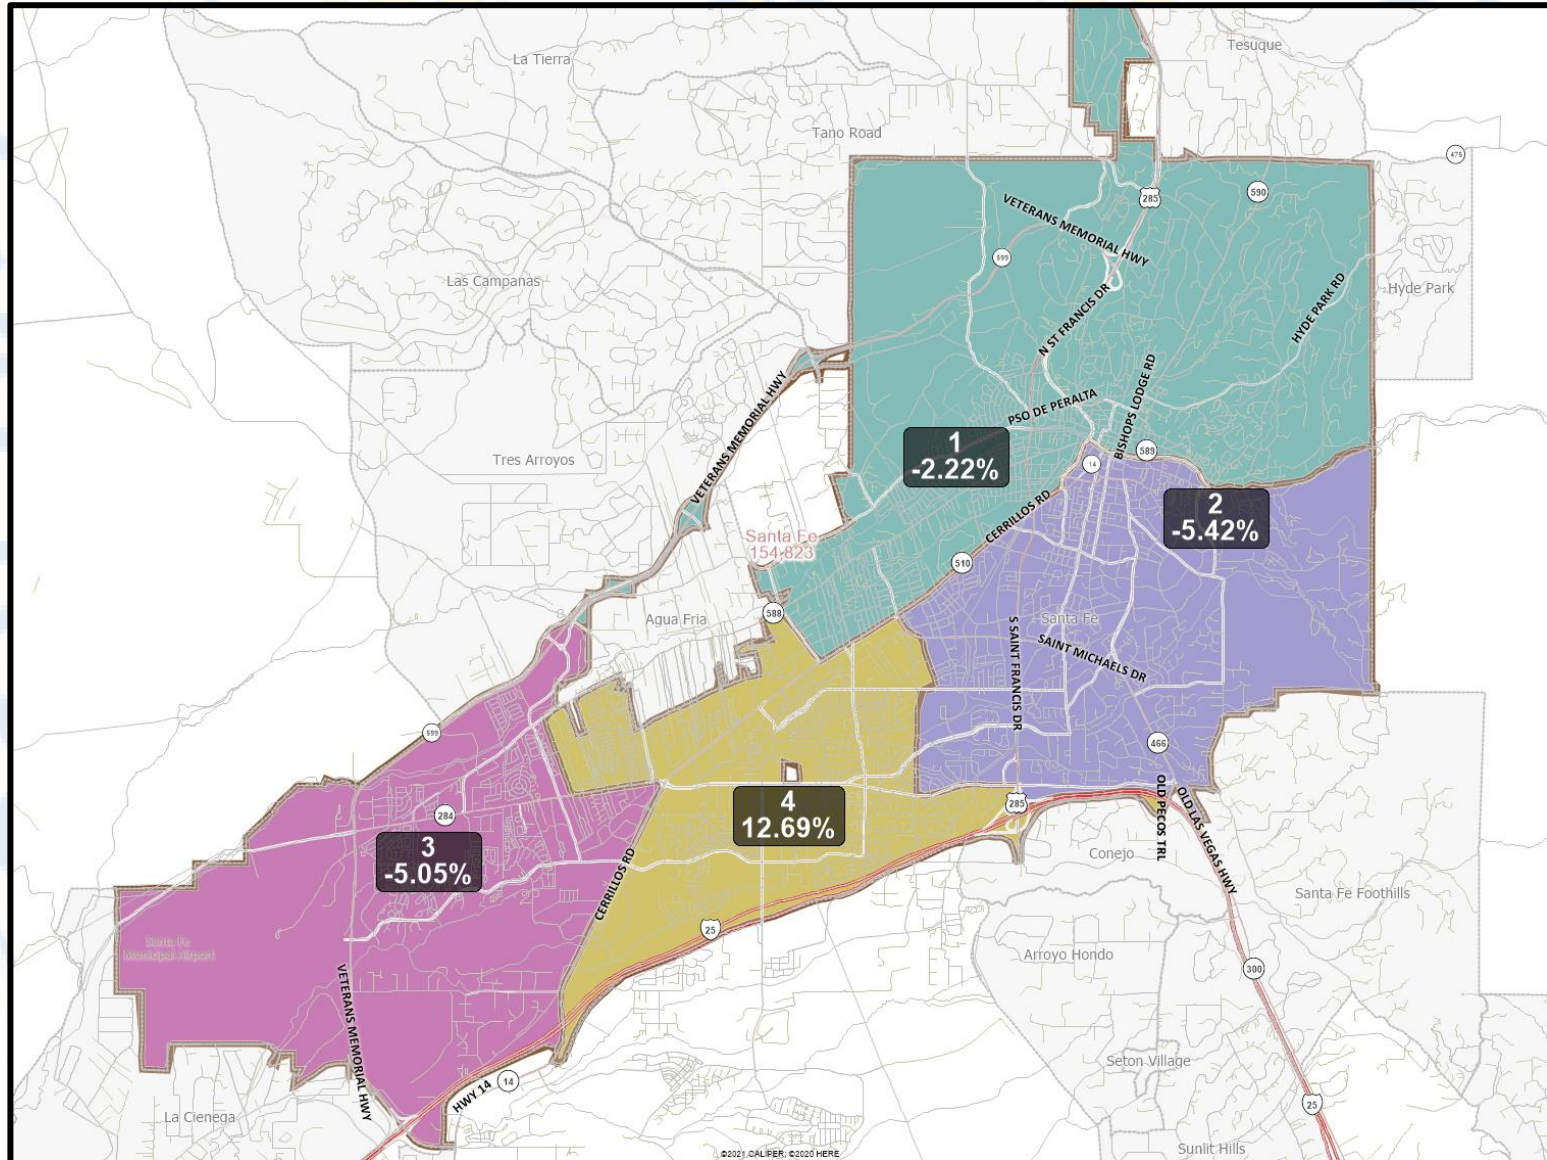 Tesuque
La Tierra
Tano Road
475
590
285
VETERANS MEMORIAL HWY
599
Las Campanas
Hyde Park
HYDE PARK RD
N ST FRANCIS DR
BISHOPS LODGE RD
PSO DE PERALTA
VETERANS MEMORIAL HWY
1
-2.22%
589
14
Tres Arroyos
2
-5.42%
CERRILLOS RD
Santa Fe
154,823
510
588
Agua Fria
Santa Fe
S SAINT FRANCIS DR
SAINT MICHAELS DR
599
466
284
4
12.69%
285
OLD PECOS TRL
OLD LAS VEGAS HWY
3
-5.05%
Conejo
CERRILLOS RD
Santa Fe Foothills
25
Santa Fe
Municipal Airport
Arroyo Hondo
300
VETERANS MEMORIAL HWY
Seton Village
HWY 14
14
25
La Cienega
Sunlit Hills
©2021 CALIPER; ©2020 HERE